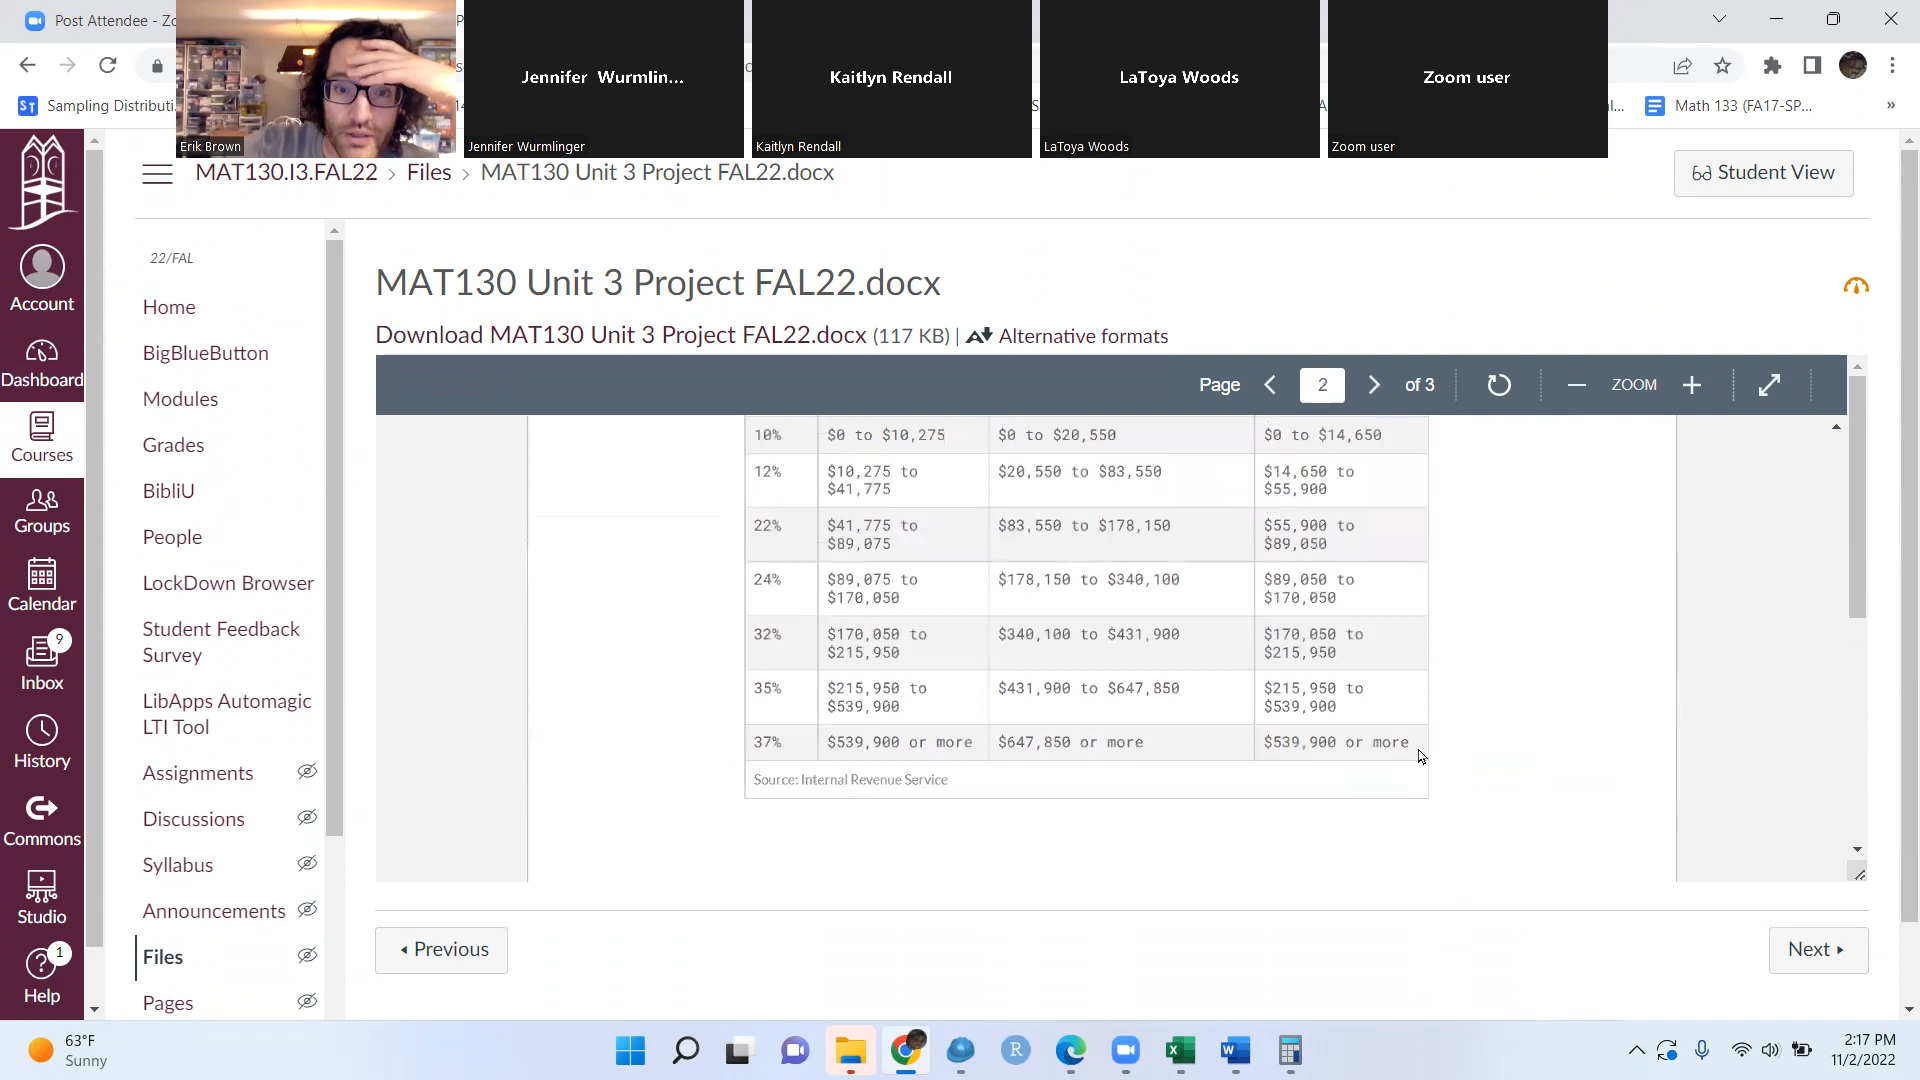 Post Attendee - Zo
Jennifer Wurmlin...
Kaitlyn Rendall
LaToya Woods
Zoom user
Erik Brown
Jennifer Wurmlinger
Kaitlyn Rendall
LaToya Woods
Zoom user
ST Sampling Distributi
Math 133 (FA17-SP...
»
MAT130.I3.FAL22 › Files › MAT130 Unit 3 Project FAL22.docx
Student View
Account
Dashboard
Courses
Groups
Calendar
9
Inbox
History
Commons
Studio
1
Help
22/FAL
Home
BigBlueButton
Modules
Grades
BibliU
People
LockDown Browser
Student Feedback
Survey
LibApps Automagic
LTI Tool
Assignments
Discussions
Syllabus
Announcements
Files
Pages
MAT130 Unit 3 Project FAL22.docx
Download MAT130 Unit 3 Project FAL22.docx (117 KB) | Alternative formats
Page 2 of 3 ZOOM
10% $0 to $10,275 $0 to $20,550 $0 to $14,650
12% $10,275 to $20,550 to $83,550 $14,650 to
$41,775 $55,900
22% $41,775 to $83,550 to $178,150 $55,900 to
$89,075 $89,050
24% $89,075 to $178,150 to $340,100 $89,050 to
$170,050 $170,050
32% $170,050 to $340,100 to $431,900 $170,050 to
$215,950 $215,950
35% $215,950 to $431,900 to $647,850 $215,950 to
$539,900 $539,900
37% $539,900 or more $647,850 or more $539,900 or more
Source: Internal Revenue Service
Previous
Next
63°F
Sunny
R
2:17 PM
11/2/2022